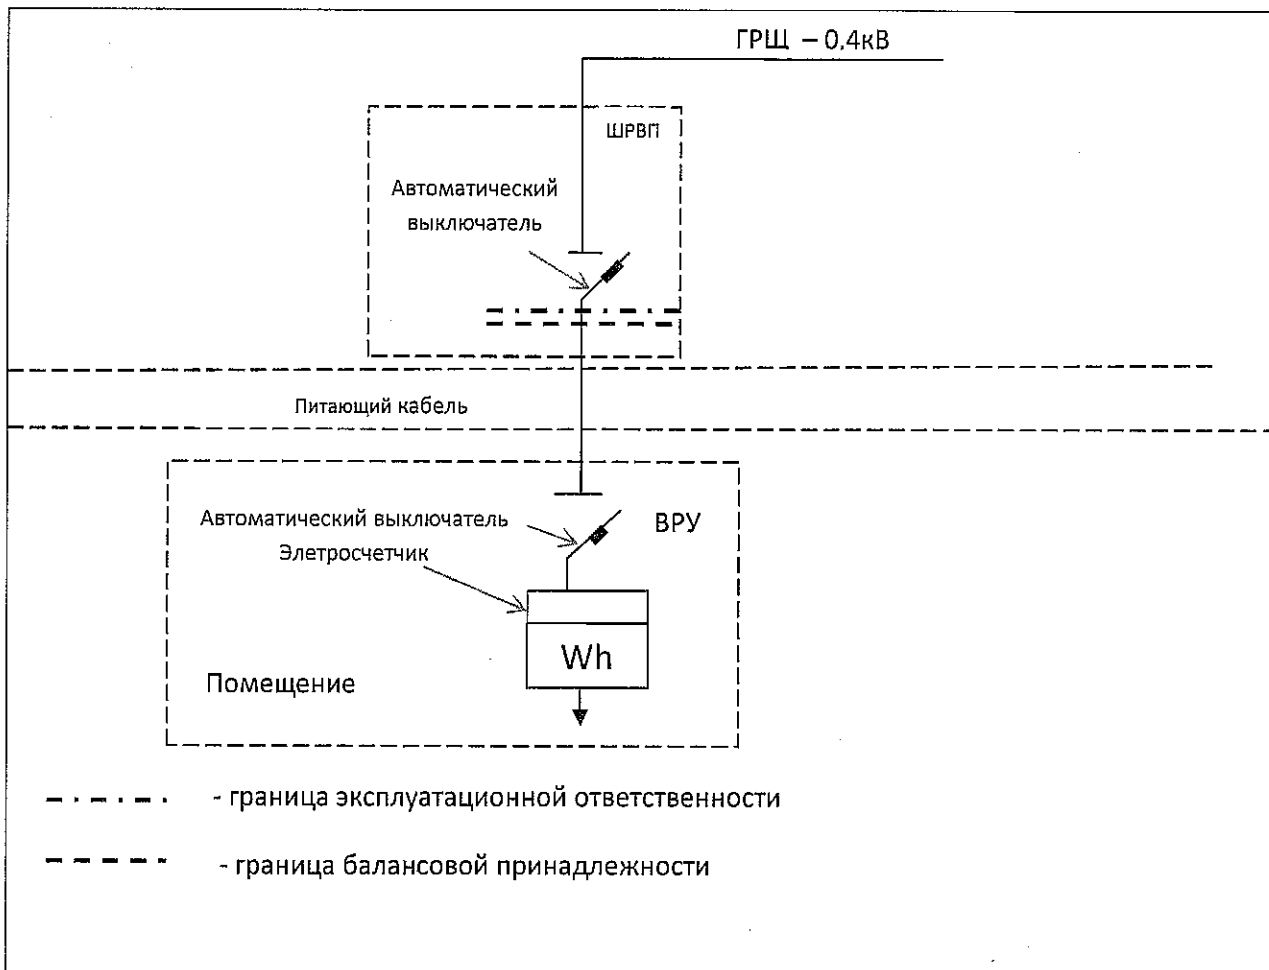 ГРЩ – 0,4кВ
ШРВП
Автоматический
выключатель
Питающий кабель
Автоматический выключатель
ВРУ
Элетросчетчик
Wh
Помещение
- граница эксплуатационной ответственности
- граница балансовой принадлежности